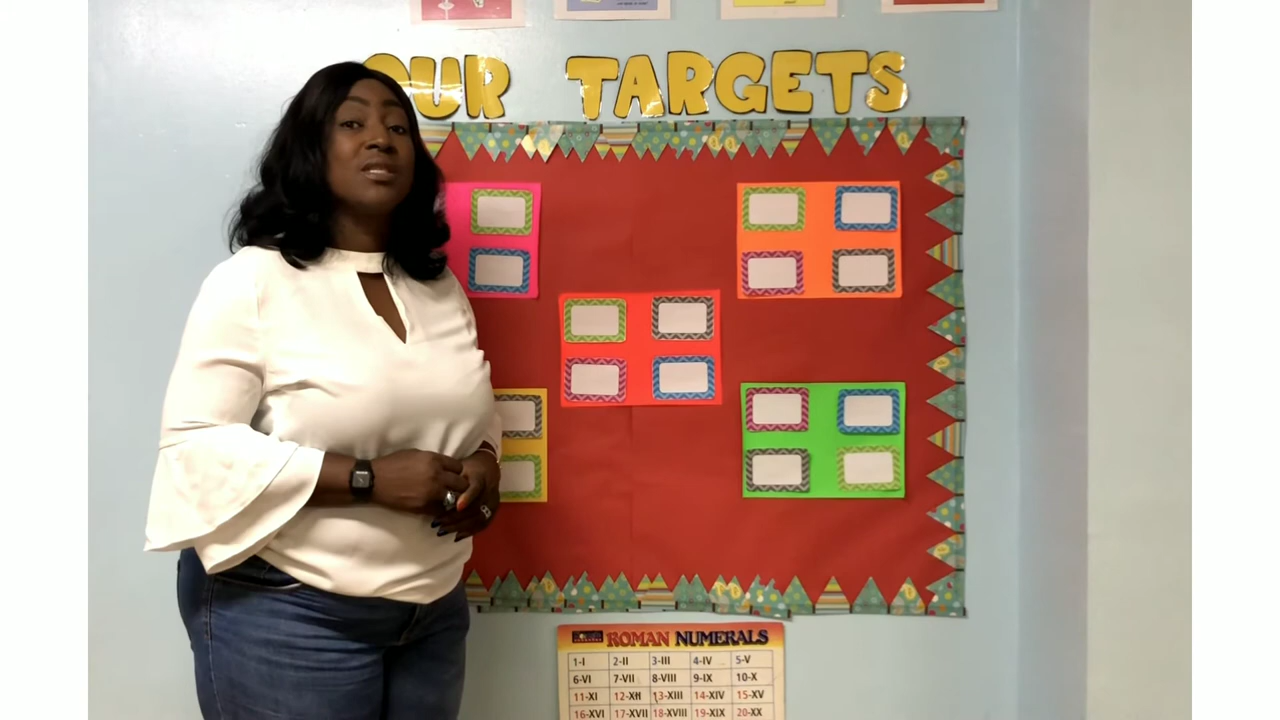 OUR TARGETS
ROMAN NUMERALS
1-I 2-II 3-III 4-IV 5-V
6-VI 7-VII 8-VIII 9-IX 10-X
11-XI 12-XII 13-XIII 14-XIV 15-XV
16-XVI 17-XVII 18-XVIII 19-XIX 20-XX